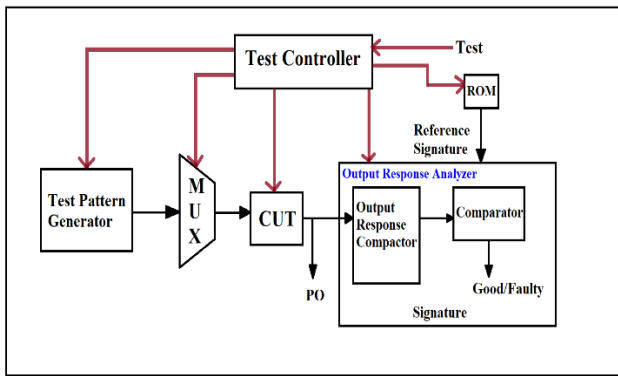 Test Controller
Test
ROM
Reference
Signature
Test Pattern
Generator
M
U
X
CUT
Output Response Analyzer
Output
Response
Compactor
Comparator
PO
Good/Faulty
Signature